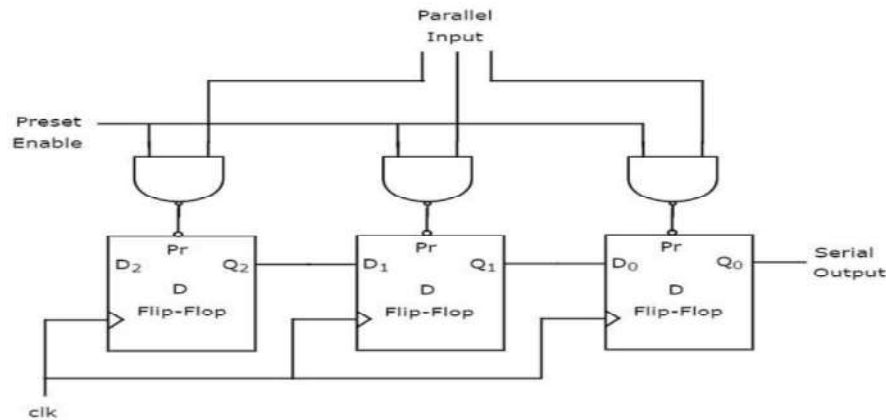 Parallel
Input
Preset
Enable
Pr
Pr
Pr
D₂ Q₂
D₁ Q₁
D₀ Q₀
Serial
Output
D
Flip-Flop
D
Flip-Flop
D
Flip-Flop
clk